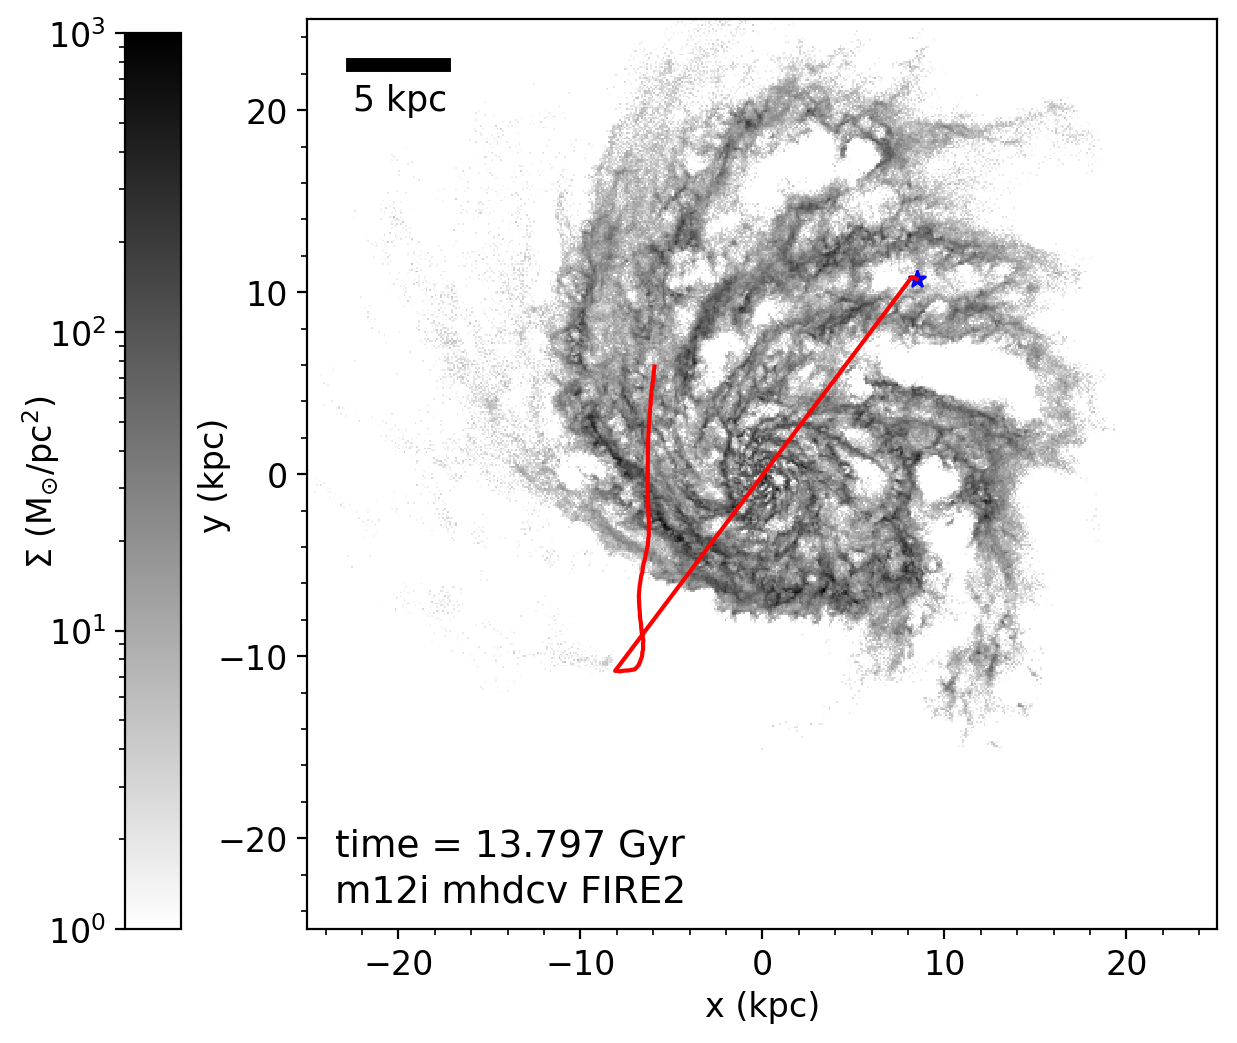 10³
10²
10¹
10⁰
Σ (M⊙/pc²)
5 kpc
20
10
0
−10
−20
y (kpc)
time = 13.797 Gyr
m12i mhdcv FIRE2
−20
−10
0
10
20
x (kpc)